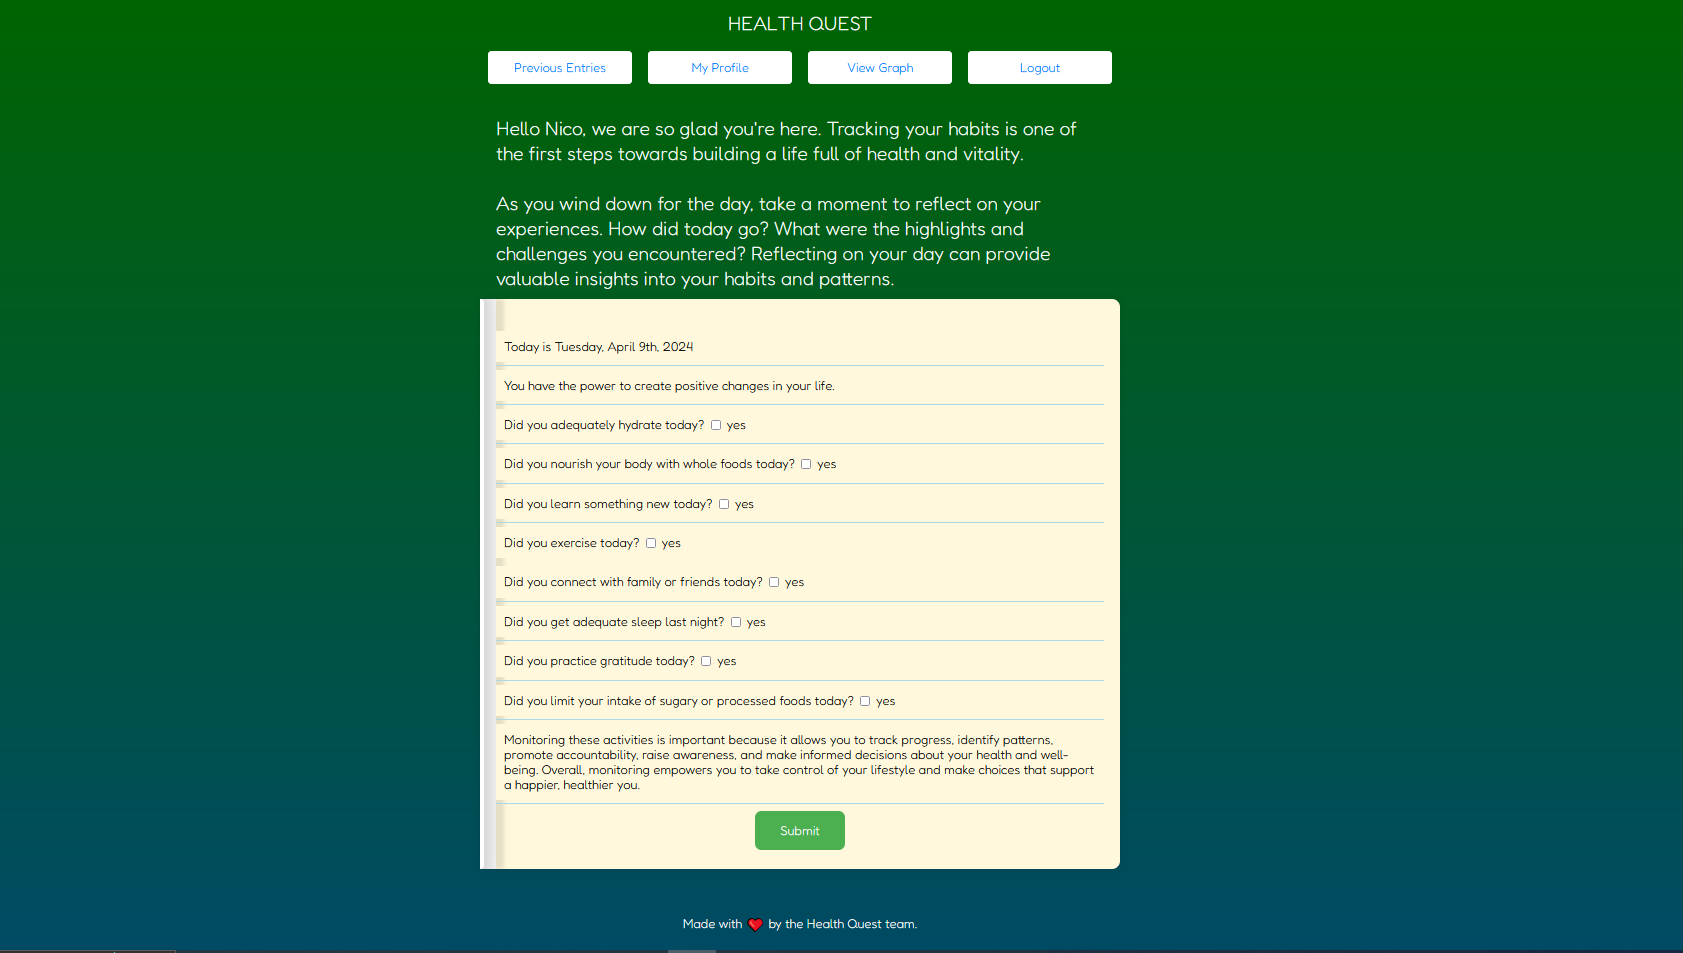 HEALTH QUEST
Previous Entries
My Profile
View Graph
Logout
Hello Nico, we are so glad you're here. Tracking your habits is one of
the first steps towards building a life full of health and vitality.
As you wind down for the day, take a moment to reflect on your
experiences. How did today go? What were the highlights and
challenges you encountered? Reflecting on your day can provide
valuable insights into your habits and patterns.
Today is Tuesday, April 9th, 2024
You have the power to create positive changes in your life.
Did you adequately hydrate today? yes
Did you nourish your body with whole foods today? yes
Did you learn something new today? yes
Did you exercise today? yes
Did you connect with family or friends today? yes
Did you get adequate sleep last night? yes
Did you practice gratitude today? yes
Did you limit your intake of sugary or processed foods today? yes
Monitoring these activities is important because it allows you to track progress, identify patterns,
promote accountability, raise awareness, and make informed decisions about your health and well-
being. Overall, monitoring empowers you to take control of your lifestyle and make choices that support
a happier, healthier you.
Submit
Made with ❤️ by the Health Quest team.